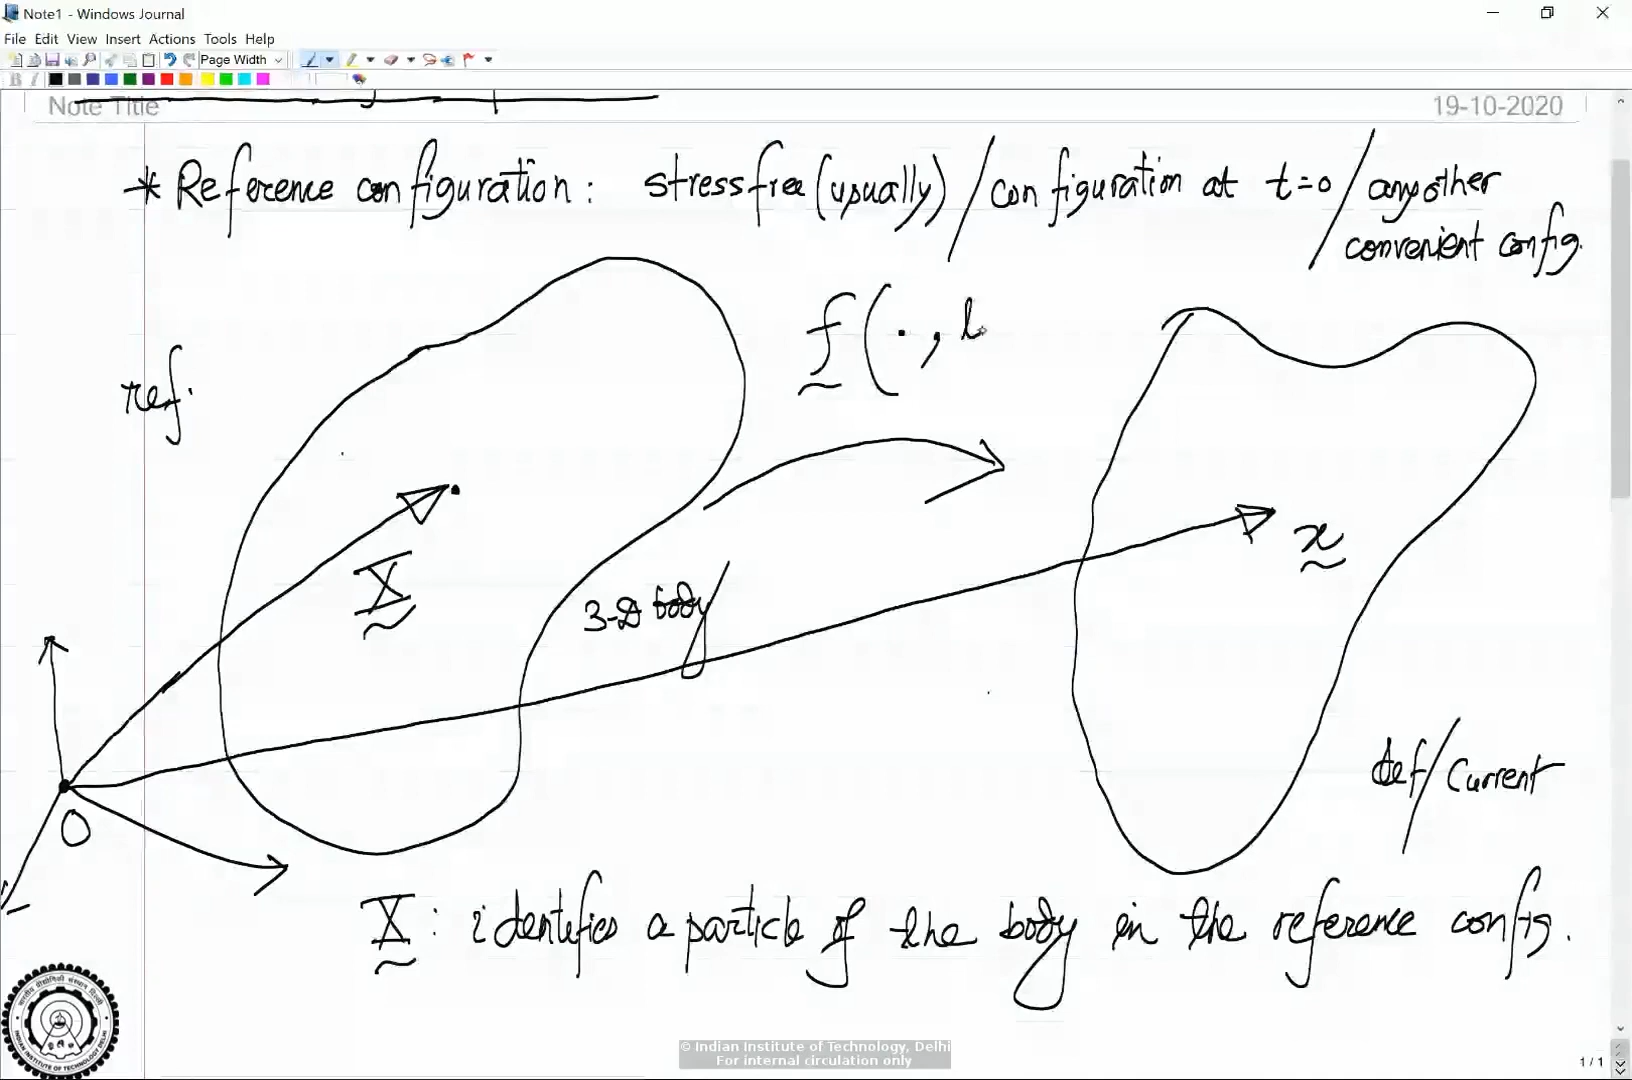 Note1 - Windows Journal
File Edit View Insert Actions Tools Help
Page Width
B I
Note Title
19-10-2020
* Reference configuration: stress free (usually) / configuration at t=0 / any other
convenient config.
f ( · ,
ref.
X
x
3-D body
def / Current
O
X : identifies a particle of the body in the reference config.
© Indian Institute of Technology, Delhi
For internal circulation only
1 / 1